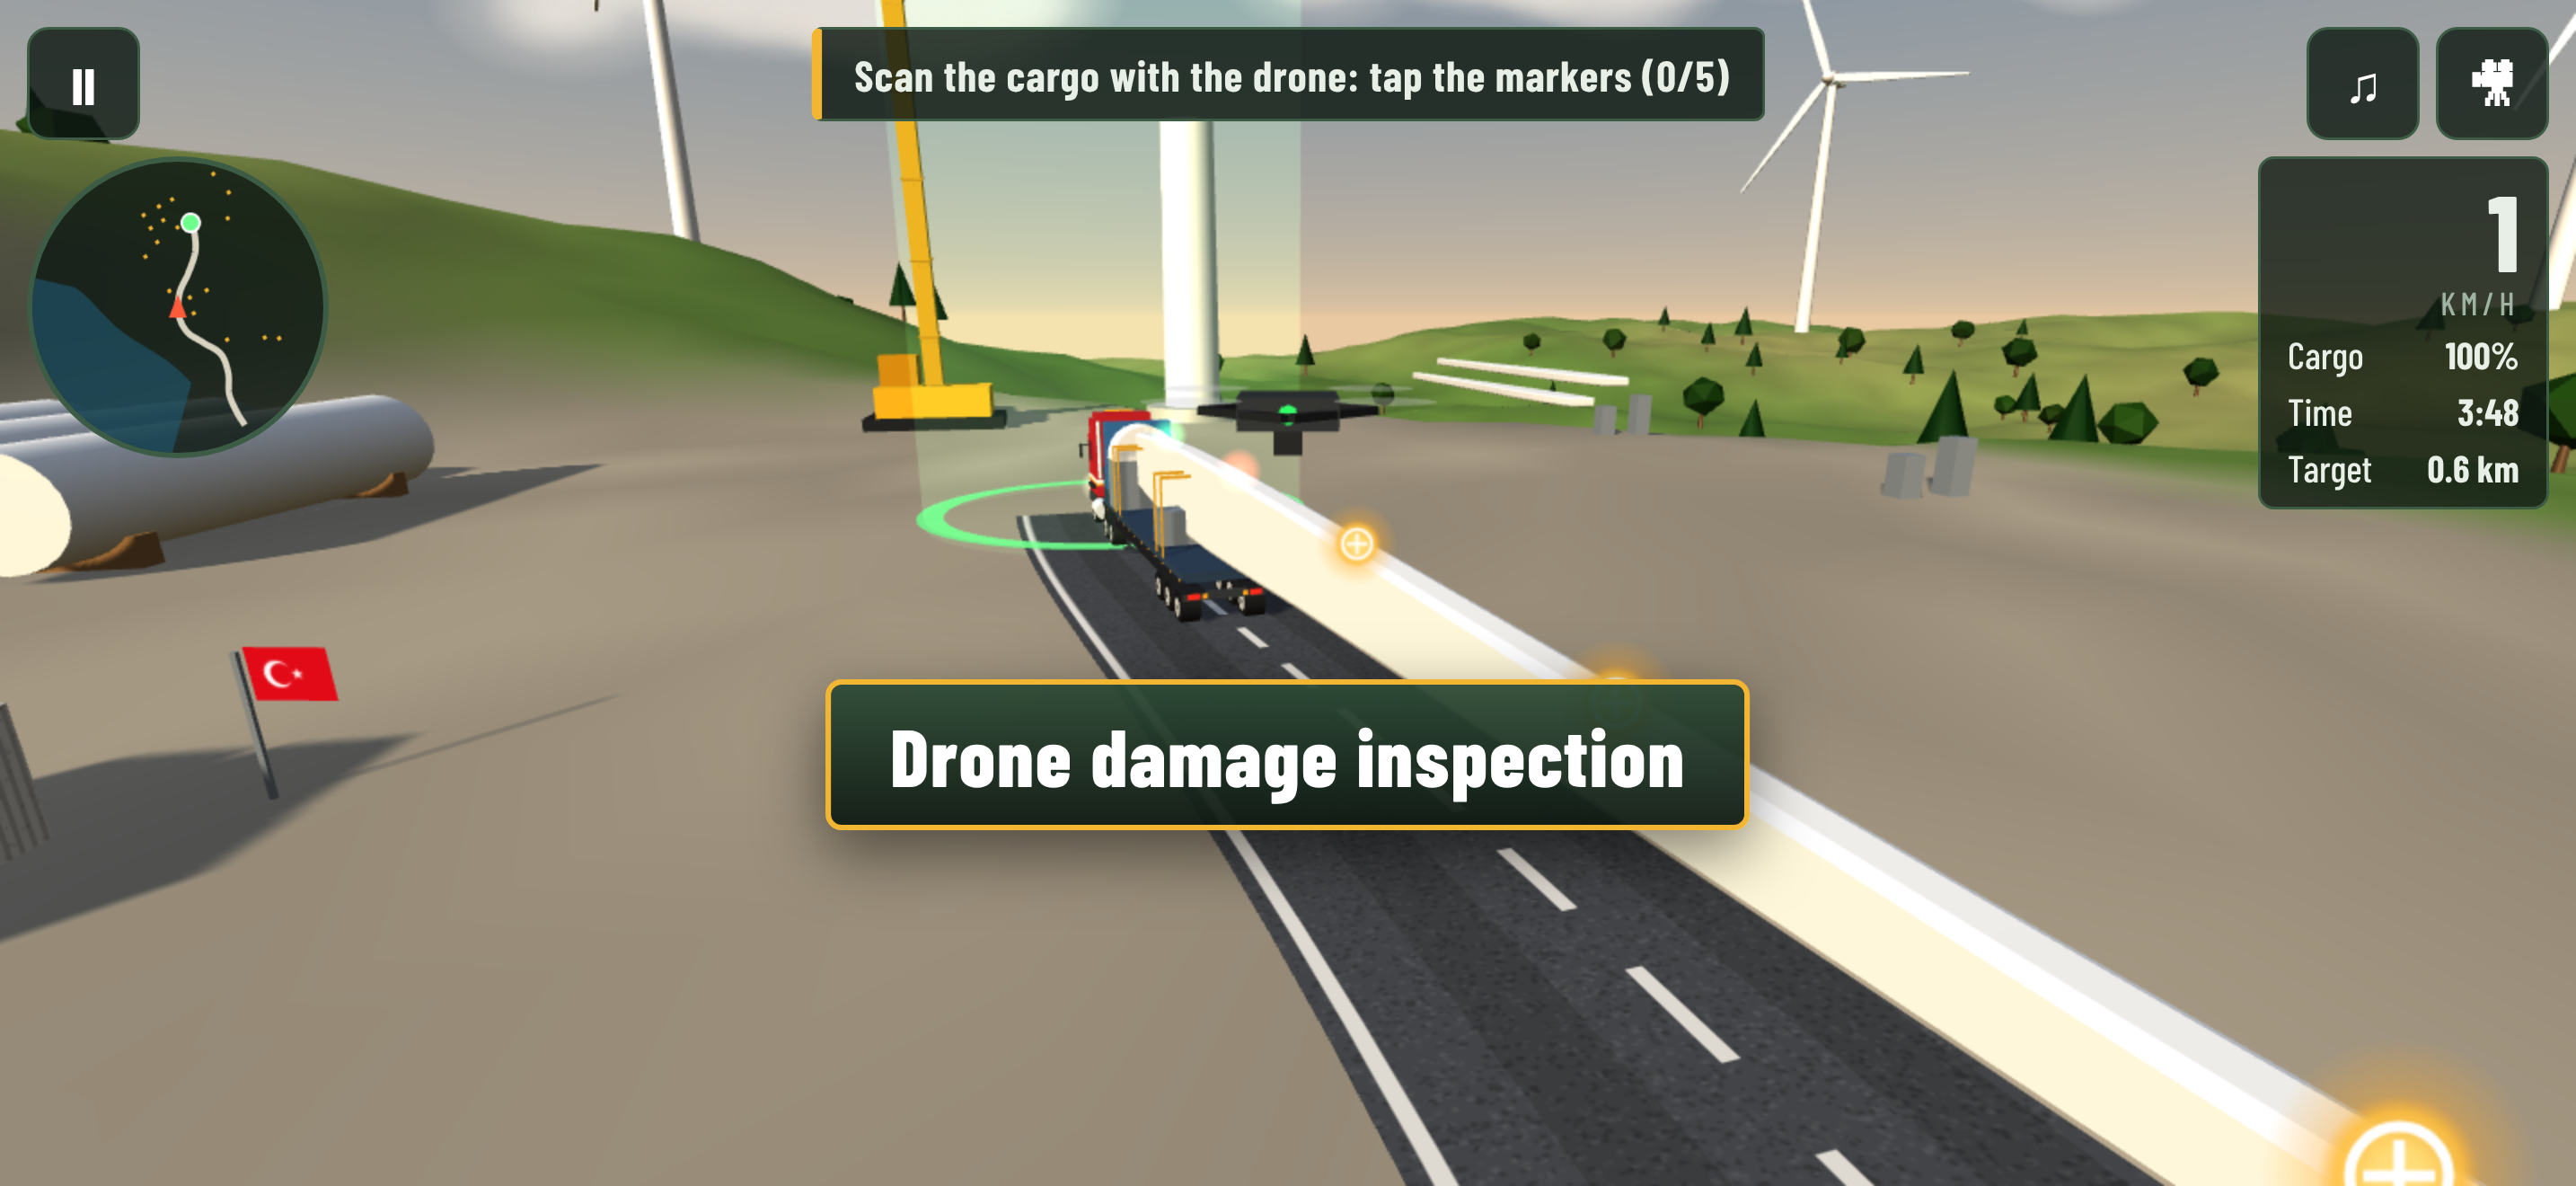 Scan the cargo with the drone: tap the markers (0/5)
1
KM/H
Cargo 100%
Time 3:48
Target 0.6 km
Drone damage inspection